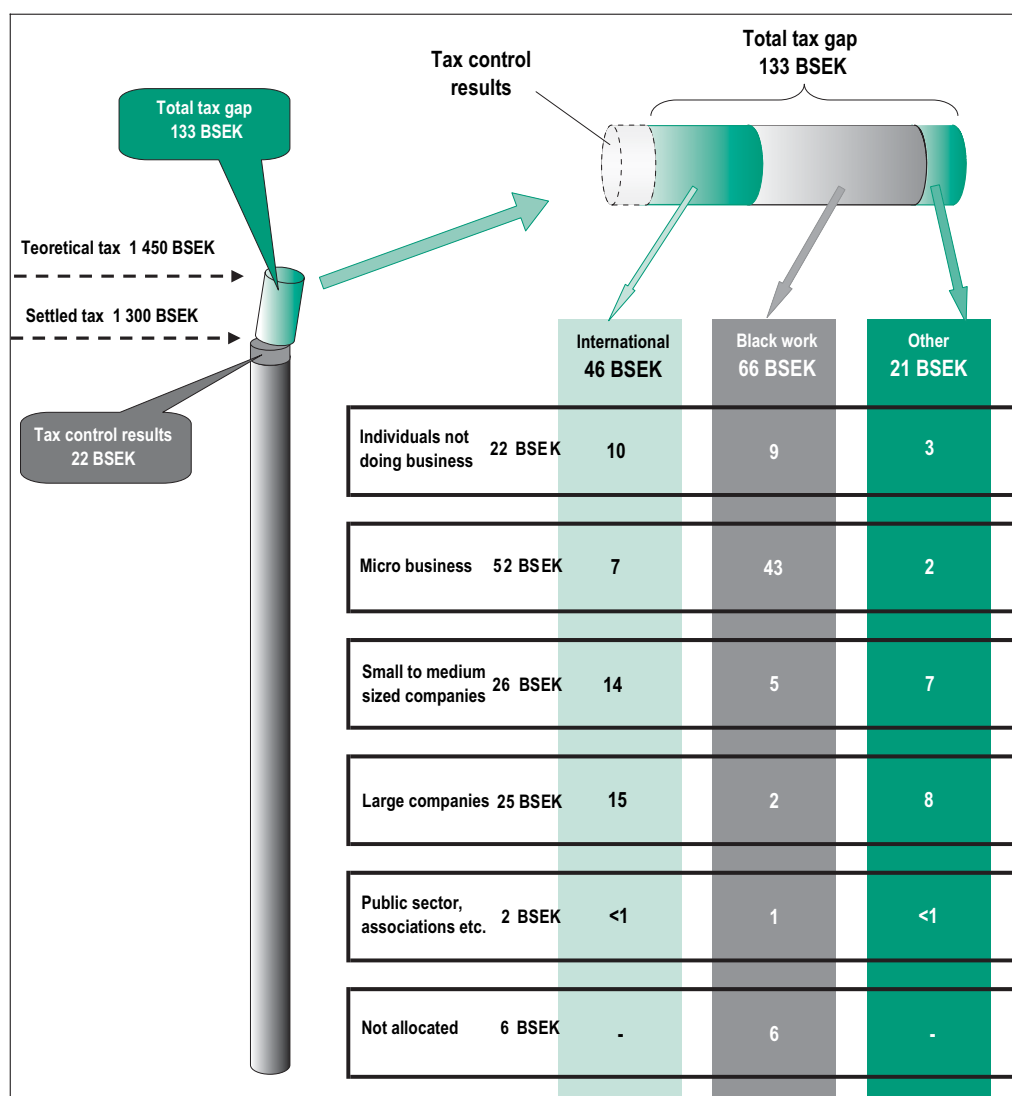 Total tax gap
133 BSEK
Tax control
results
Total tax gap
133 BSEK
Teoretical tax 1 450 BSEK
Settled tax 1 300 BSEK
Tax control results
22 BSEK
International
46 BSEK
Black work
66 BSEK
Other
21 BSEK
Individuals not
doing business
22 BSEK
10
9
3
Micro business
52 BSEK
7
43
2
Small to medium
sized companies
26 BSEK
14
5
7
Large companies
25 BSEK
15
2
8
Public sector,
associations etc.
2 BSEK
<1
1
<1
Not allocated
6 BSEK
-
6
-